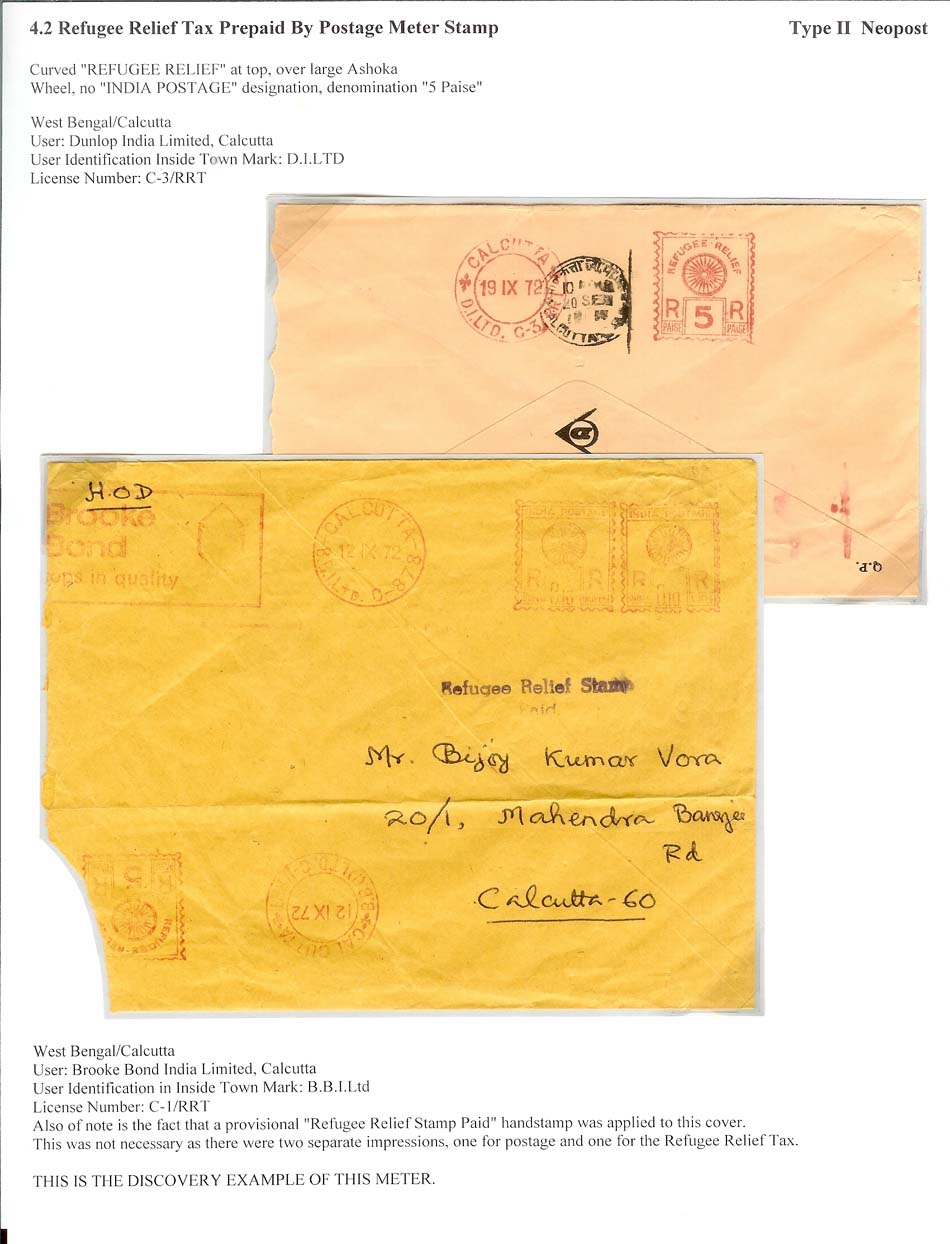 4.2 Refugee Relief Tax Prepaid By Postage Meter Stamp Type II Neopost
Curved "REFUGEE RELIEF" at top, over large Ashoka
Wheel, no "INDIA POSTAGE" designation, denomination "5 Paise"
West Bengal/Calcutta
User: Dunlop India Limited, Calcutta
User Identification Inside Town Mark: D.I.LTD
License Number: C-3/RRT
CALCUTTA
19 IX 72
D.I.LTD. C-3/
20 SEP
CALCUTTA
REFUGEE RELIEF
R 5 R
PAISE PAISE
Q.P.
H.O.D
Brooke
Bond
tops in quality
CALCUTTA
12 IX 72
B.B.I.LTD. C-878
INDIA POSTAGE INDIA POSTAGE
R R R R
Refugee Relief Stamp
Paid
Mr. Bijoy Kumar Vora
20/1, Mahendra Banerjee
Rd
Calcutta-60
REFUGEE RELIEF
R 5 R
CALCUTTA
12 IX 72
West Bengal/Calcutta
User: Brooke Bond India Limited, Calcutta
User Identification in Inside Town Mark: B.B.I.Ltd
License Number: C-1/RRT
Also of note is the fact that a provisional "Refugee Relief Stamp Paid" handstamp was applied to this cover.
This was not necessary as there were two separate impressions, one for postage and one for the Refugee Relief Tax.
THIS IS THE DISCOVERY EXAMPLE OF THIS METER.